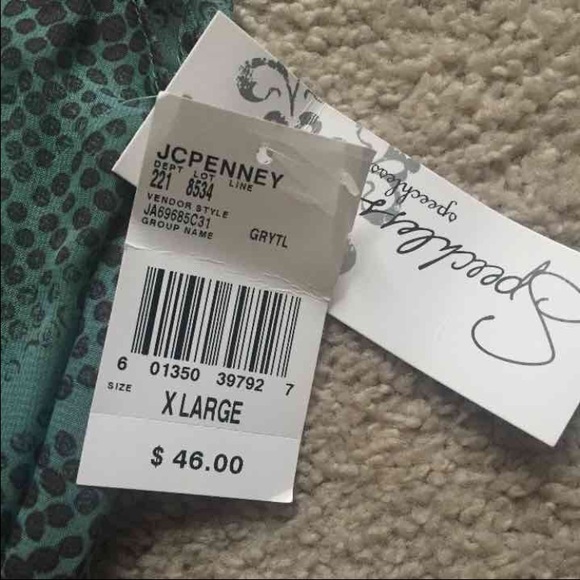 JCPENNEY
DEPT LOT LINE
221 8534
VENDOR STYLE
JA69685C31
GROUP NAME
GRYTL
6 01350 39792 7
SIZE
X LARGE
$ 46.00
Speechless